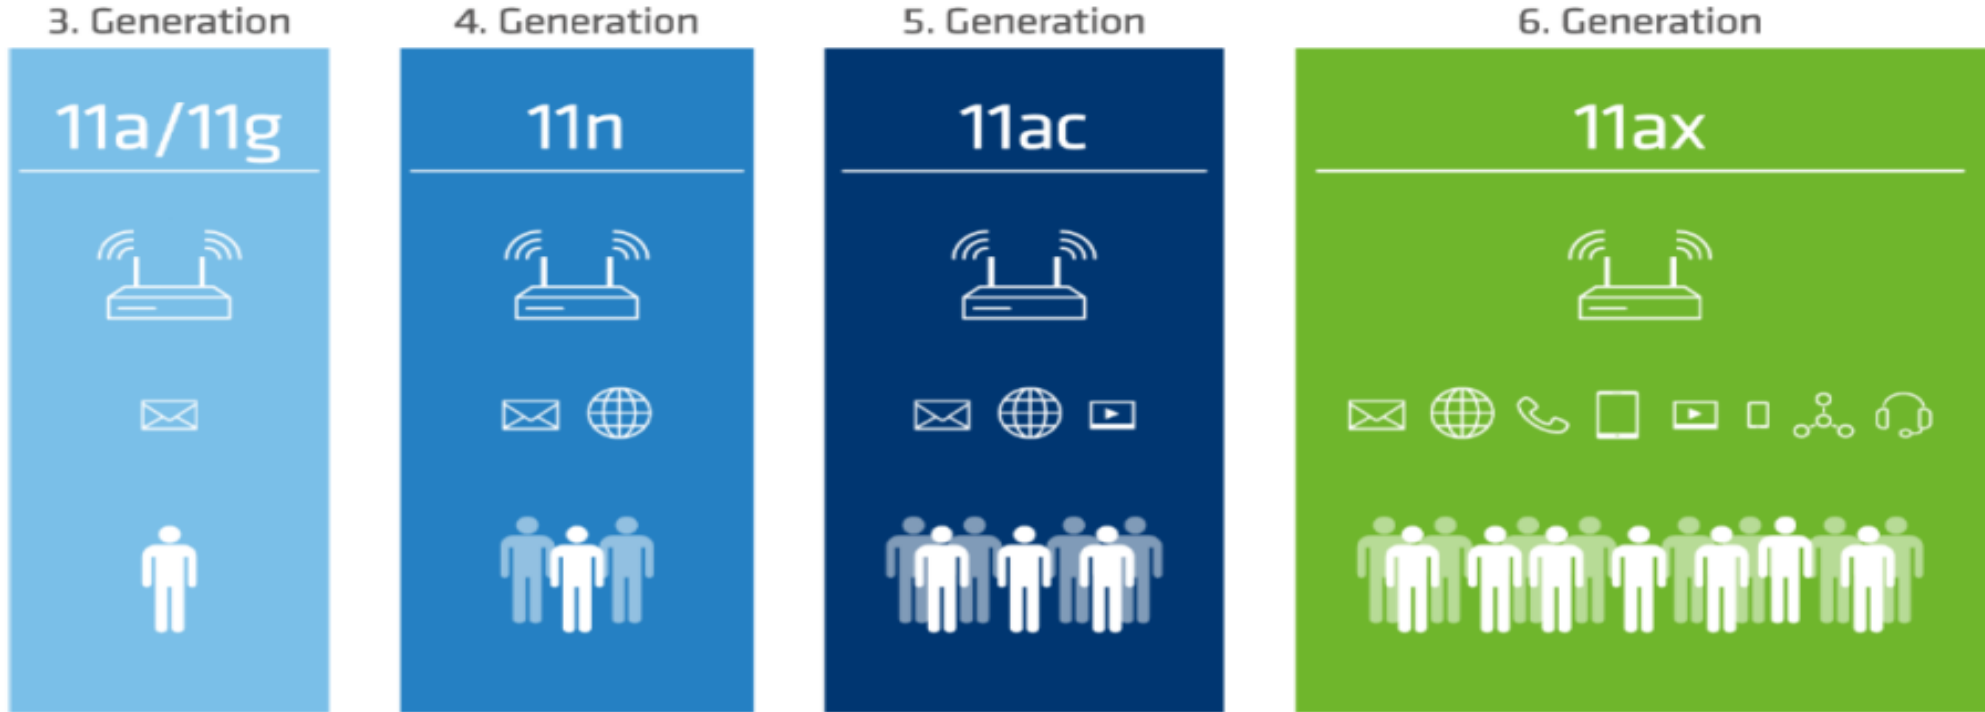 3. Generation
4. Generation
5. Generation
6. Generation
11a/11g
11n
11ac
11ax